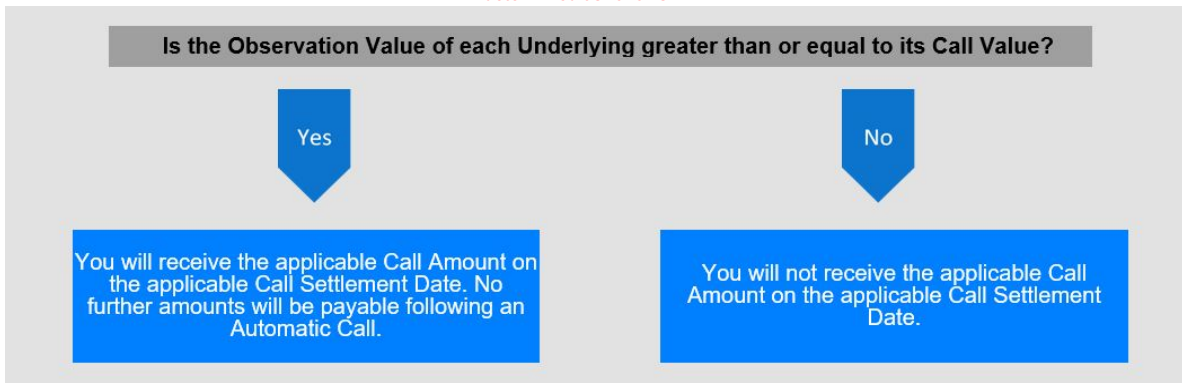 Is the Observation Value of each Underlying greater than or equal to its Call Value?
Yes
No
You will receive the applicable Call Amount on
the applicable Call Settlement Date. No
further amounts will be payable following an
Automatic Call.
You will not receive the applicable Call
Amount on the applicable Call Settlement
Date.